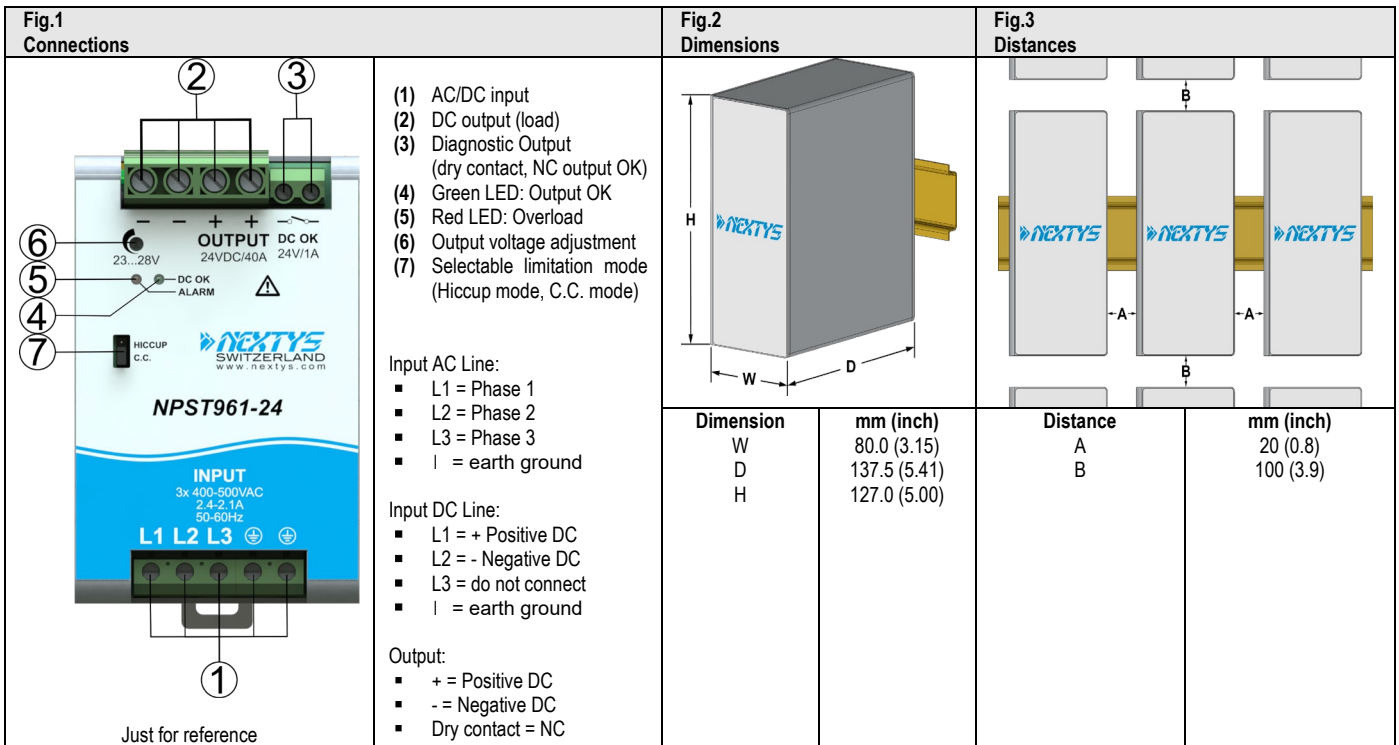 Fig.1
Connections
Fig.2
Dimensions
Fig.3
Distances
2
3
− − + +
OUTPUT
24VDC/40A
DC OK
24V/1A
6
23...28V
5
DC OK
ALARM
4
7
HICCUP
C.C.
NEXTYS
SWITZERLAND
www.nextys.com
NPST961-24
INPUT
3x 400-500VAC
2.4-2.1A
50-60Hz
L1 L2 L3
1
Just for reference
(1) AC/DC input
(2) DC output (load)
(3) Diagnostic Output
(dry contact, NC output OK)
(4) Green LED: Output OK
(5) Red LED: Overload
(6) Output voltage adjustment
(7) Selectable limitation mode
(Hiccup mode, C.C. mode)
Input AC Line:
▪ L1 = Phase 1
▪ L2 = Phase 2
▪ L3 = Phase 3
▪ I = earth ground
Input DC Line:
▪ L1 = + Positive DC
▪ L2 = - Negative DC
▪ L3 = do not connect
▪ I = earth ground
Output:
▪ + = Positive DC
▪ - = Negative DC
▪ Dry contact = NC
H
NEXTYS
W
D
Dimension mm (inch)
W 80.0 (3.15)
D 137.5 (5.41)
H 127.0 (5.00)
B
NEXTYS NEXTYS NEXTYS
A A
B
Distance mm (inch)
A 20 (0.8)
B 100 (3.9)